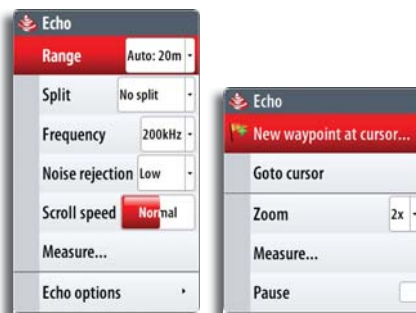 Echo
Range Auto: 20m
Split No split
Frequency 200kHz
Noise rejection Low
Scroll speed Normal
Measure...
Echo options
Echo
New waypoint at cursor...
Goto cursor
Zoom 2x
Measure...
Pause